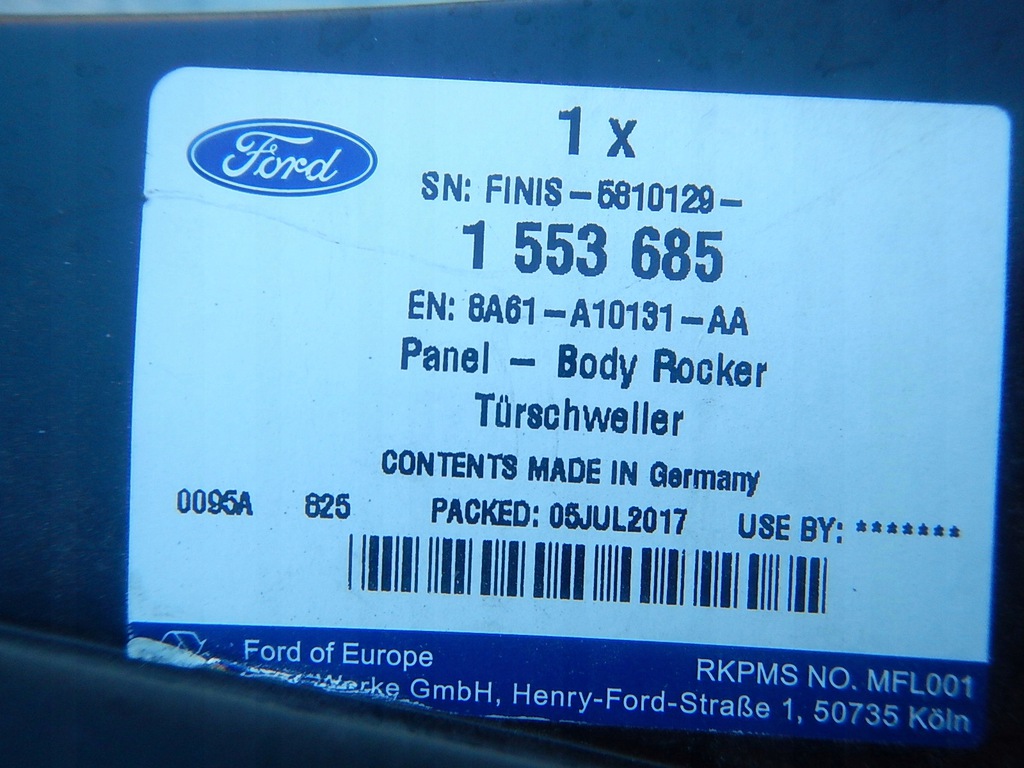 Ford
1 x
SN: FINIS-6810129-
1 553 685
EN: 8A61-A10131-AA
Panel - Body Rocker
Türschweller
CONTENTS MADE IN Germany
0095A 825 PACKED: 05JUL2017 USE BY: *******
Ford of Europe
RKPMS NO. MFL001
Werke GmbH, Henry-Ford-Straße 1, 50735 Köln